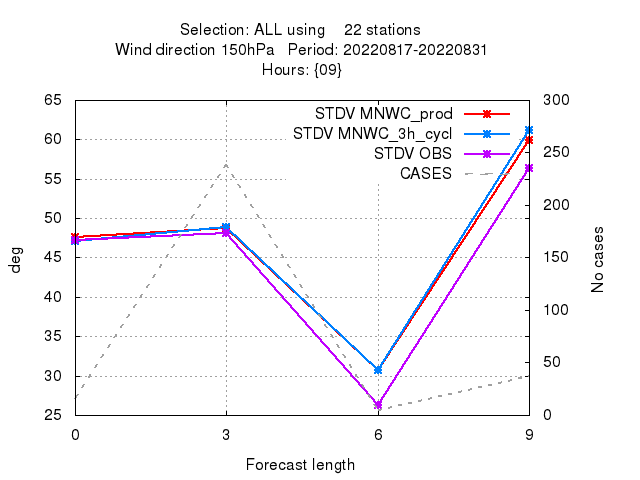 Selection: ALL using    22 stations
Wind direction 150hPa   Period: 20220817-20220831
Hours: {09}
STDV MNWC_prod
STDV MNWC_3h_cycl
STDV OBS
CASES
65
60
55
50
45
40
35
30
25
deg
300
250
200
150
100
50
0
No cases
0 3 6 9
Forecast length